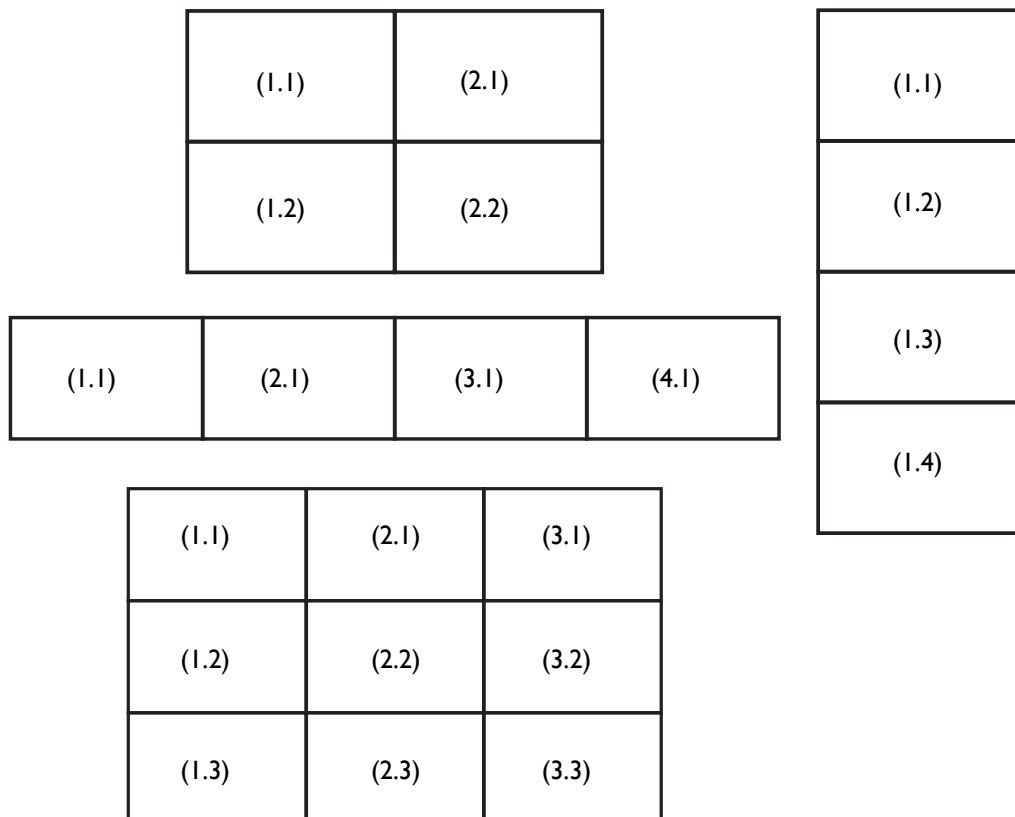 (1.1) (2.1)
(1.2) (2.2)
(1.1)
(1.2)
(1.3)
(1.4)
(1.1) (2.1) (3.1) (4.1)
(1.1) (2.1) (3.1)
(1.2) (2.2) (3.2)
(1.3) (2.3) (3.3)